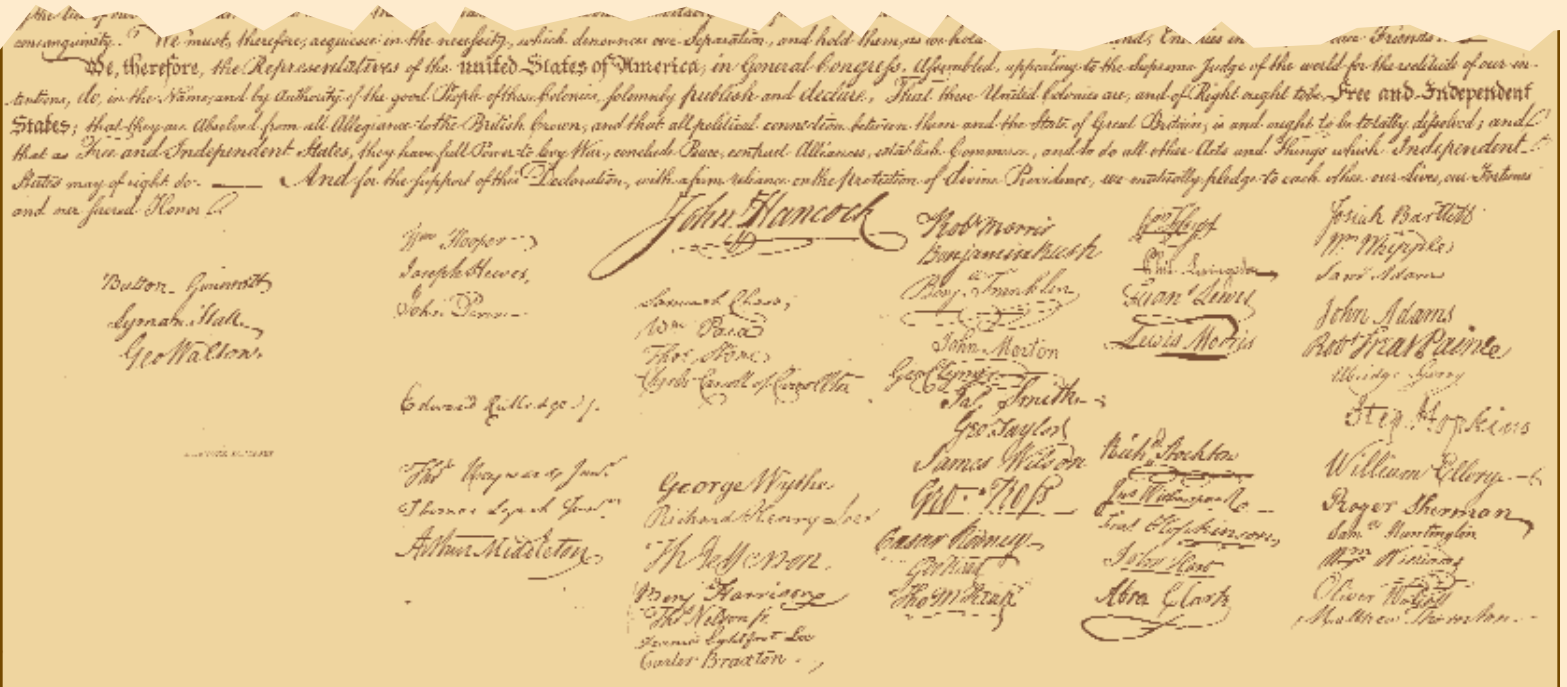 consanguinity. We must, therefore, acquiesce in the necessity, which denounces our Separation, and hold them, as we hold Enemies in Friends.
We, therefore, the Representatives of the united States of America, in General Congress, Assembled, appealing to the Supreme Judge of the world for the rectitude of our in-
tentions, do, in the Name, and by Authority of the good People of these Colonies, solemnly publish and declare, That these United Colonies are, and of Right ought to be Free and Independent
States; that they are Absolved from all Allegiance to the British Crown, and that all political connection between them and the State of Great Britain, is and ought to be totally dissolved; and
that as Free and Independent States, they have full Power to levy War, conclude Peace, contract Alliances, establish Commerce, and to do all other Acts and Things which Independent
States may of right do. — And for the support of this Declaration, with a firm reliance on the protection of divine Providence, we mutually pledge to each other our Lives, our Fortunes
and our sacred Honor.
Button Gwinnett
Lyman Hall
Geo Walton
Wm Hooper
Joseph Hewes,
John Penn
Edward Rutledge
Thos Heyward Junr
Thomas Lynch Junr
Arthur Middleton
John Hancock
Samuel Chase
Wm Paca
Thos Stone
Charles Carroll of Carrollton
George Wythe
Richard Henry Lee
Th Jefferson
Benj Harrison
Thos Nelson jr.
Francis Lightfoot Lee
Carter Braxton
Robt Morris
Benjamin Rush
Benj. Franklin
John Morton
Geo Clymer
Jas. Smith
Geo. Taylor
James Wilson
Geo. Ross
Caesar Rodney
Geo Read
Tho M:Kean
Phil. Livingston
Frans Lewis
Lewis Morris
Richd Stockton
Jno Witherspoon
Fras Hopkinson
John Hart
Abra Clark
Josiah Bartlett
Wm Whipple
Saml Adams
John Adams
Robt Treat Paine
Elbridge Gerry
Step. Hopkins
William Ellery
Roger Sherman
Saml Huntington
Wm Williams
Oliver Wolcott
Matthew Thornton